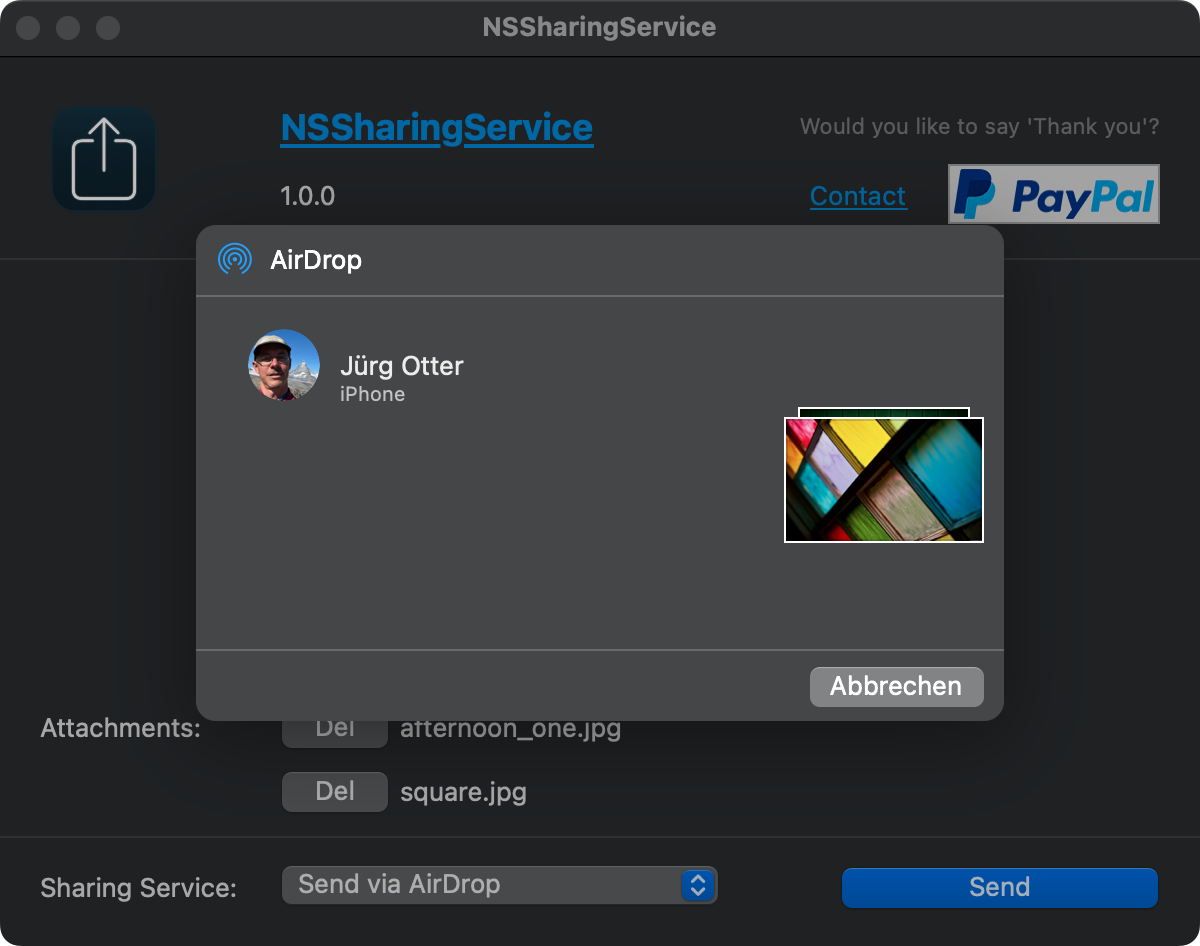 NSSharingService
NSSharingService
Would you like to say 'Thank you'?
1.0.0
Contact
PayPal
AirDrop
Jürg Otter
iPhone
Abbrechen
Attachments:
Del
afternoon_one.jpg
Del
square.jpg
Sharing Service:
Send via AirDrop
Send